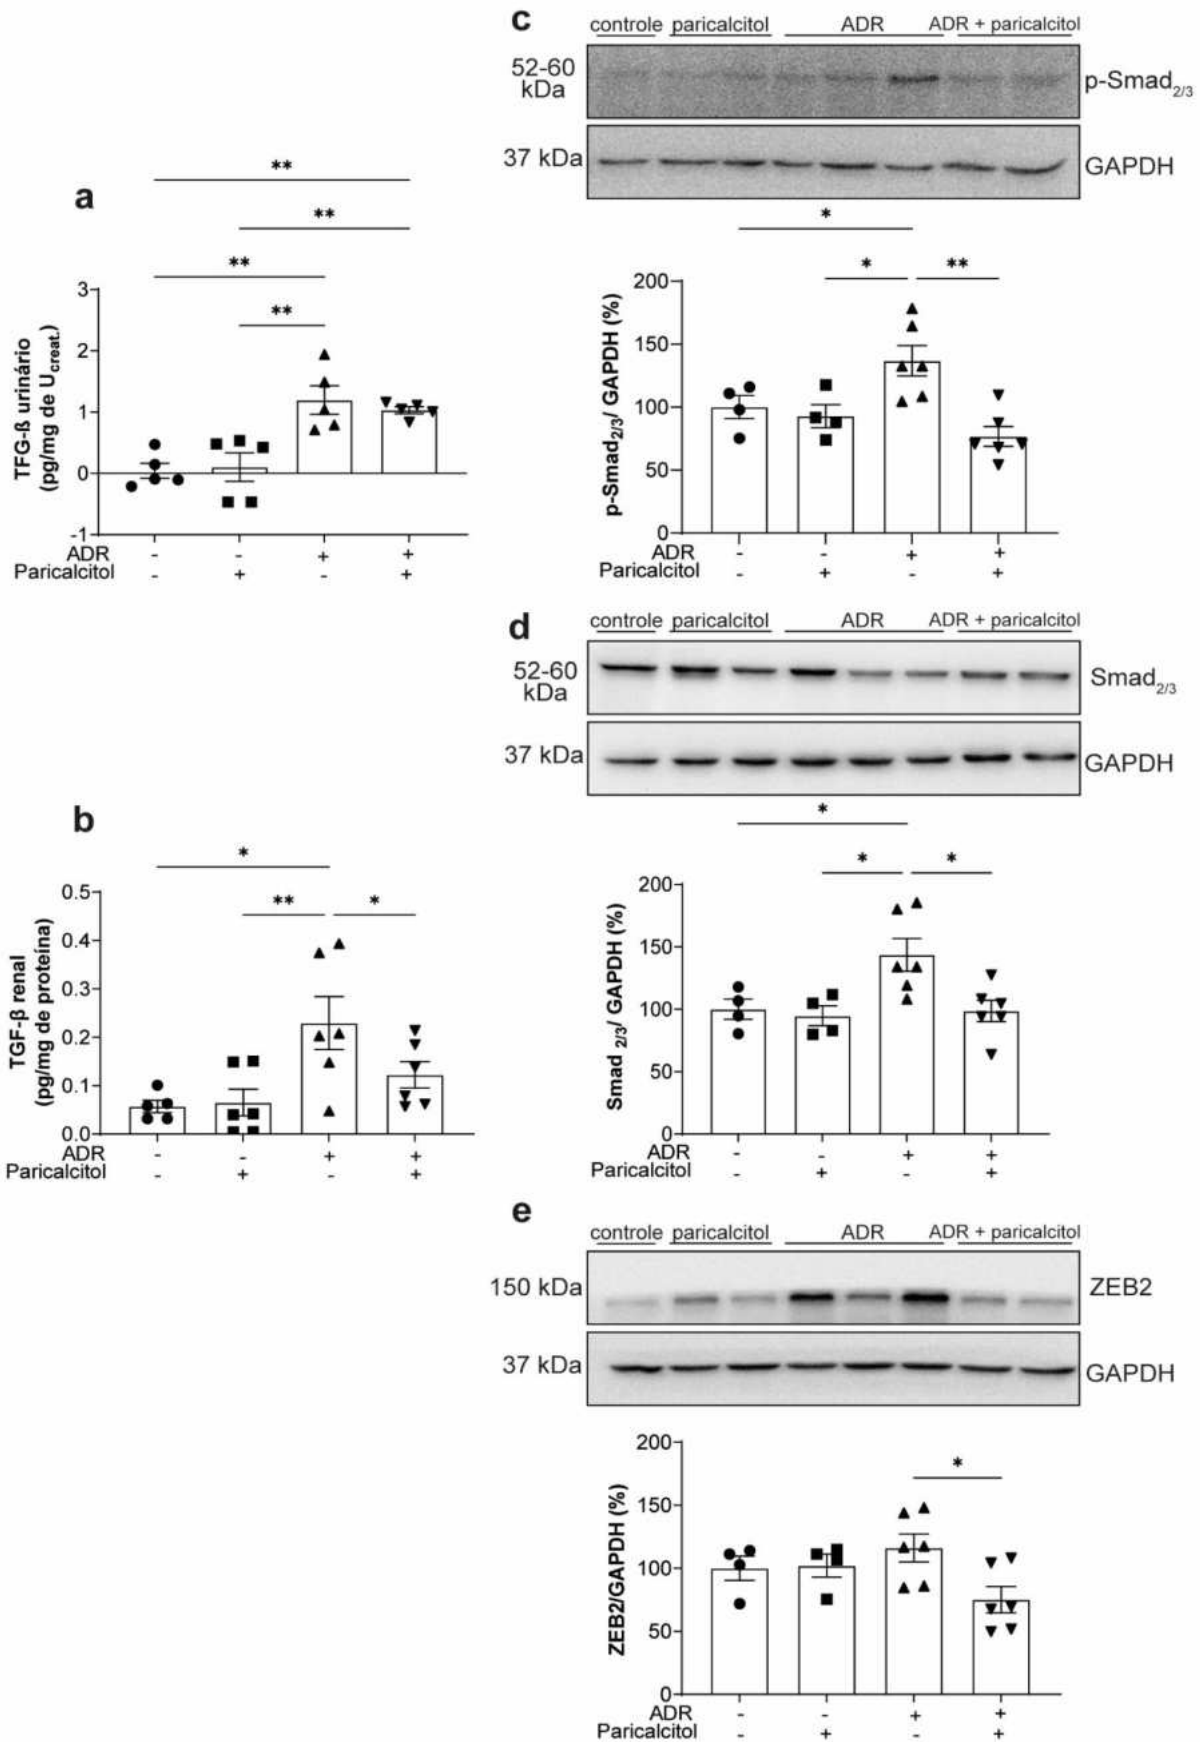 a
**
**
**
**
TFG-ß urinário
(pg/mg de Ucreat.)
3
2
1
0
-1
ADR - - + +
Paricalcitol - + - +
b
*
** *
TGF-β renal
(pg/mg de proteína)
0.5
0.4
0.3
0.2
0.1
0.0
ADR - - + +
Paricalcitol - + - +
c
controle paricalcitol ADR ADR + paricalcitol
52-60
kDa
p-Smad2/3
37 kDa
GAPDH
*
* **
p-Smad2/3/ GAPDH (%)
200
150
100
50
0
ADR - - + +
Paricalcitol - + - +
d
controle paricalcitol ADR ADR + paricalcitol
52-60
kDa
Smad2/3
37 kDa
GAPDH
*
* *
Smad 2/3/ GAPDH (%)
200
150
100
50
0
ADR - - + +
Paricalcitol - + - +
e
controle paricalcitol ADR ADR + paricalcitol
150 kDa
ZEB2
37 kDa
GAPDH
*
ZEB2/GAPDH (%)
200
150
100
50
0
ADR - - + +
Paricalcitol - + - +